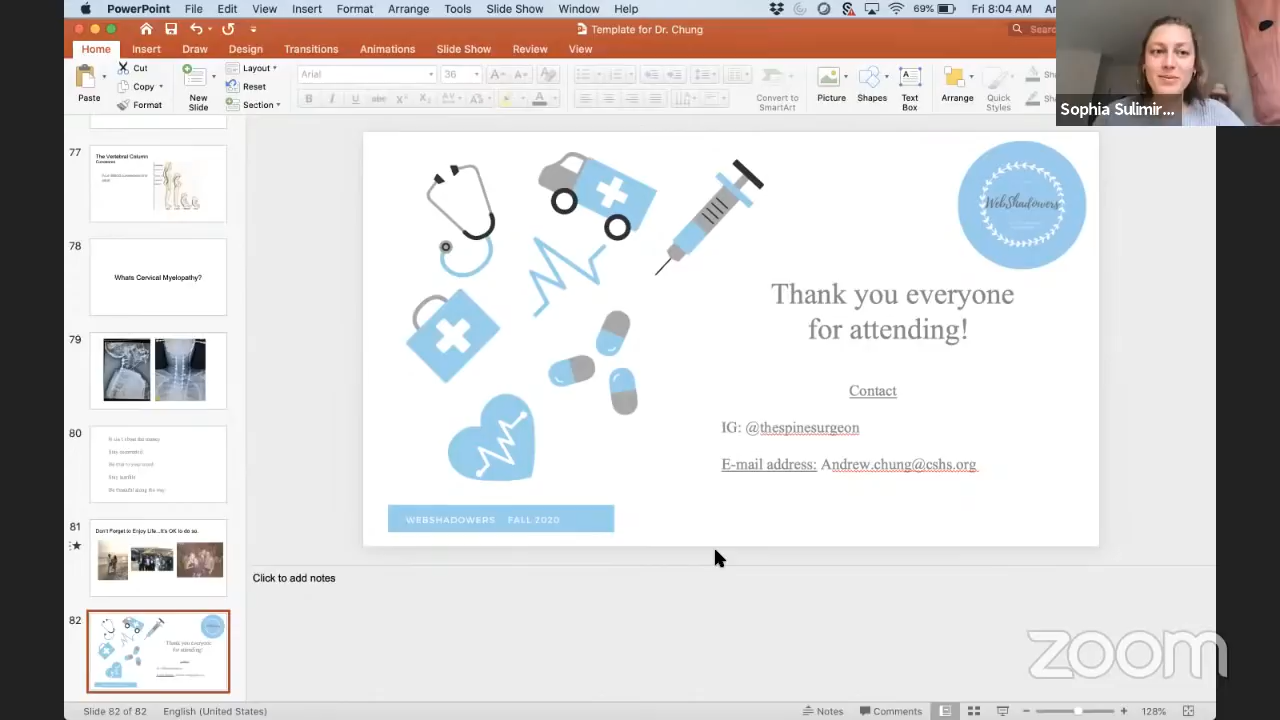 PowerPoint File Edit View Insert Format Arrange Tools Slide Show Window Help
69% Fri 8:04 AM
Template for Dr. Chung
Home Insert Draw Design Transitions Animations Slide Show Review View
Paste
Cut
Copy
Format
New
Slide
Layout
Reset
Section
Arial
36
Convert to
SmartArt
Picture
Shapes
Text
Box
Arrange
Quick
Styles
Sophia Sulimir...
77
The Vertebral Column
78
Whats Cervical Myelopathy?
79
80
81
Don't Forget to Enjoy Life...It's OK to do so.
82
Thank you everyone
for attending!
WebShadowers
Thank you everyone
for attending!
Contact
IG: @thespinesurgeon
E-mail address: Andrew.chung@cshs.org
WEBSHADOWERS FALL 2020
Click to add notes
zoom
Slide 82 of 82 English (United States)
Notes Comments
128%